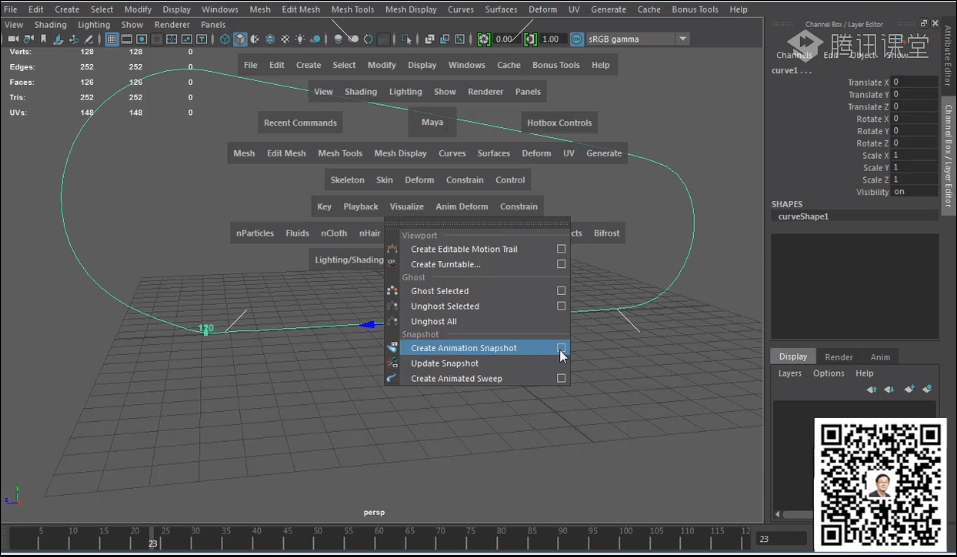 File Edit Create Select Modify Display Windows Mesh Edit Mesh Mesh Tools Mesh Display Curves Surfaces Deform UV Generate Cache Bonus Tools Help
View Shading Lighting Show Renderer Panels
0.00 1.00 sRGB gamma
Channel Box / Layer Editor
腾讯课堂
Channels Edit Object Show
curve1 . . .
Translate X 0
Translate Y 0
Translate Z 0
Rotate X 0
Rotate Y 0
Rotate Z 0
Scale X 1
Scale Y 1
Scale Z 1
Visibility on
SHAPES
curveShape1
Attribute Editor
Channel Box / Layer Editor
Verts: 128 128 0
Edges: 252 252 0
Faces: 126 126 0
Tris: 252 252 0
UVs: 148 148 0
File Edit Create Select Modify Display Windows Cache Bonus Tools Help
View Shading Lighting Show Renderer Panels
Recent Commands Maya Hotbox Controls
Mesh Edit Mesh Mesh Tools Mesh Display Curves Surfaces Deform UV Generate
Skeleton Skin Deform Constrain Control
Key Playback Visualize Anim Deform Constrain
nParticles Fluids nCloth nHair cts Bifrost
Lighting/Shading
Viewport
Create Editable Motion Trail
Create Turntable...
Ghost
Ghost Selected
Unghost Selected
Unghost All
Snapshot
Create Animation Snapshot
Update Snapshot
Create Animated Sweep
120
persp
Display Render Anim
Layers Options Help
5 10 15 20 23 25 30 35 40 45 50 55 60 65 70 75 80 85 90 95 100 105 110 115 12
23